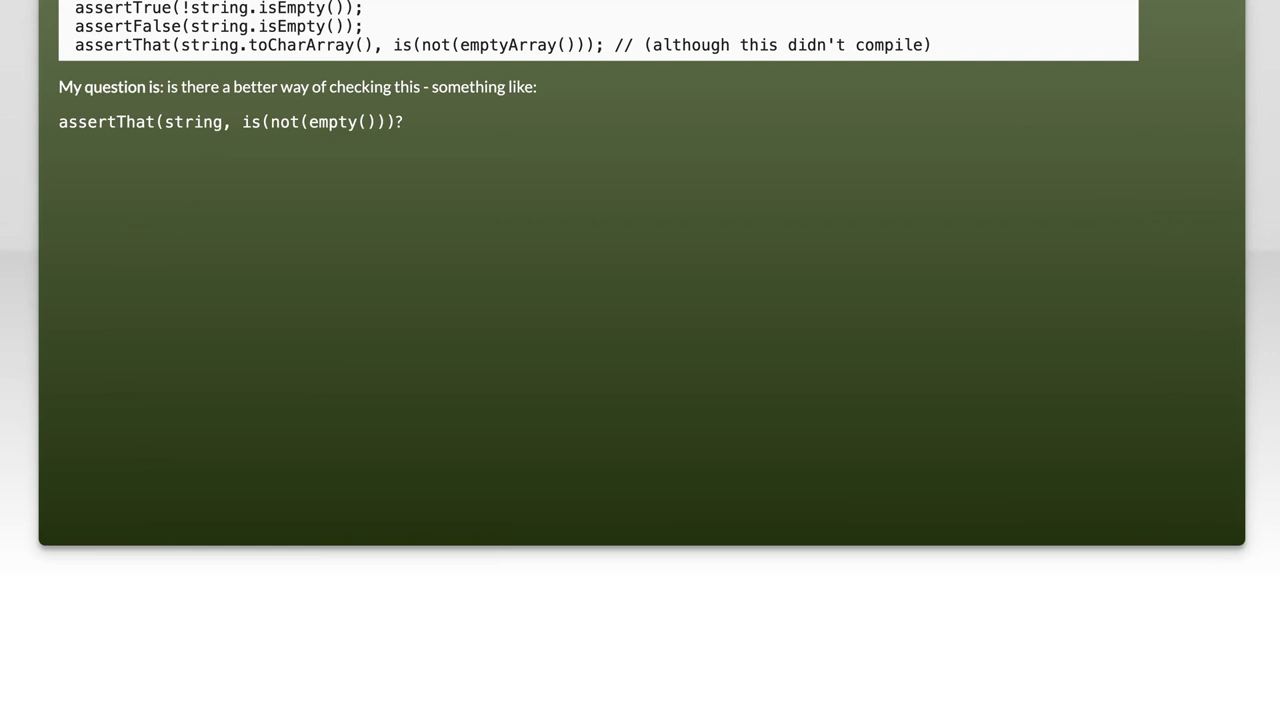 assertTrue(!string.isEmpty());
assertFalse(string.isEmpty());
assertThat(string.toCharArray(), is(not(emptyArray())); // (although this didn't compile)
My question is: is there a better way of checking this - something like:
assertThat(string, is(not(empty()))?